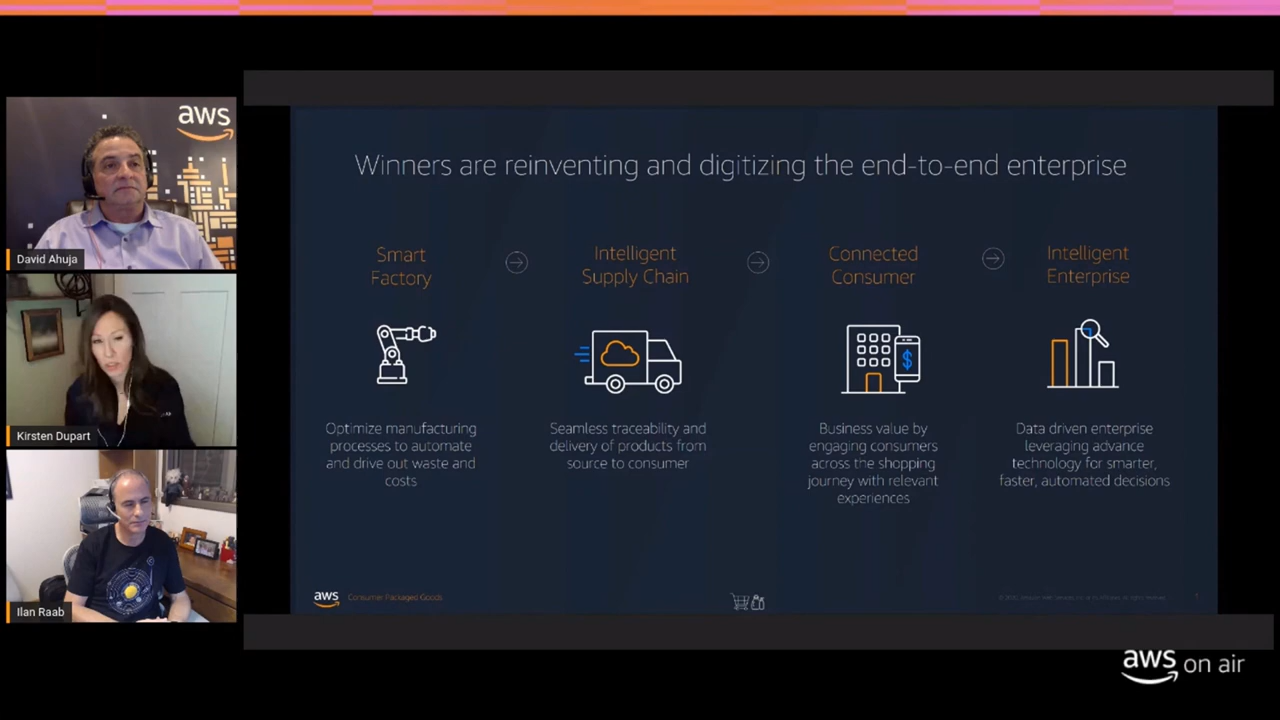 aws
David Ahuja
Kirsten Dupart
Ilan Raab
Winners are reinventing and digitizing the end-to-end enterprise
Smart
Factory
Optimize manufacturing
processes to automate
and drive out waste and
costs
Intelligent
Supply Chain
Seamless traceability and
delivery of products from
source to consumer
Connected
Consumer
$
Business value by
engaging consumers
across the shopping
journey with relevant
experiences
Intelligent
Enterprise
Data driven enterprise
leveraging advance
technology for smarter,
faster, automated decisions
aws
Consumer Packaged Goods
aws on air